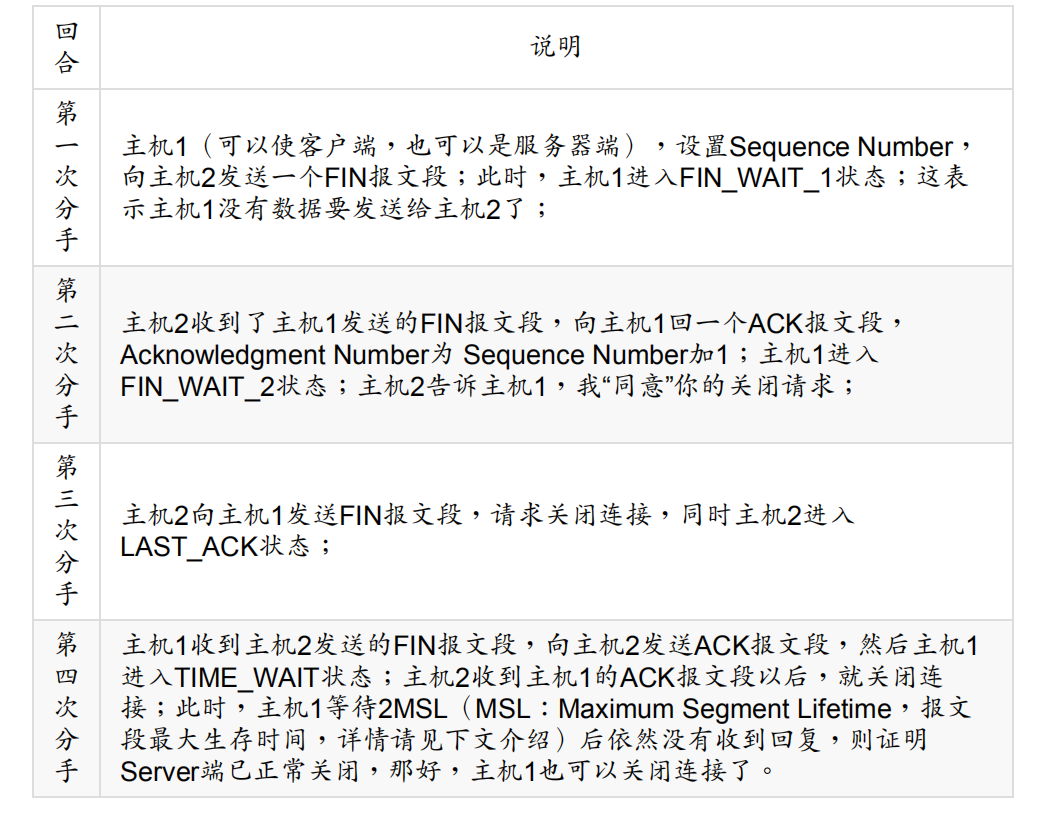 回
合
说明
第
一
次
分
手
主机1（可以使客户端，也可以是服务器端），设置Sequence Number，
向主机2发送一个FIN报文段；此时，主机1进入FIN_WAIT_1状态；这表
示主机1没有数据要发送给主机2了；
第
二
次
分
手
主机2收到了主机1发送的FIN报文段，向主机1回一个ACK报文段，
Acknowledgment Number为 Sequence Number加1；主机1进入
FIN_WAIT_2状态；主机2告诉主机1，我“同意”你的关闭请求；
第
三
次
分
手
主机2向主机1发送FIN报文段，请求关闭连接，同时主机2进入
LAST_ACK状态；
第
四
次
分
手
主机1收到主机2发送的FIN报文段，向主机2发送ACK报文段，然后主机1
进入TIME_WAIT状态；主机2收到主机1的ACK报文段以后，就关闭连
接；此时，主机1等待2MSL（MSL：Maximum Segment Lifetime，报文
段最大生存时间，详情请见下文介绍）后依然没有收到回复，则证明
Server端已正常关闭，那好，主机1也可以关闭连接了。